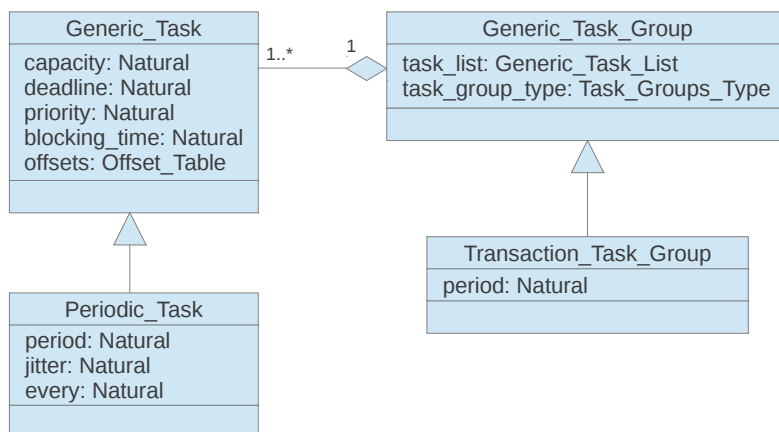 Generic_Task
capacity: Natural
deadline: Natural
priority: Natural
blocking_time: Natural
offsets: Offset_Table
1..*
1
Generic_Task_Group
task_list: Generic_Task_List
task_group_type: Task_Groups_Type
Transaction_Task_Group
period: Natural
Periodic_Task
period: Natural
jitter: Natural
every: Natural